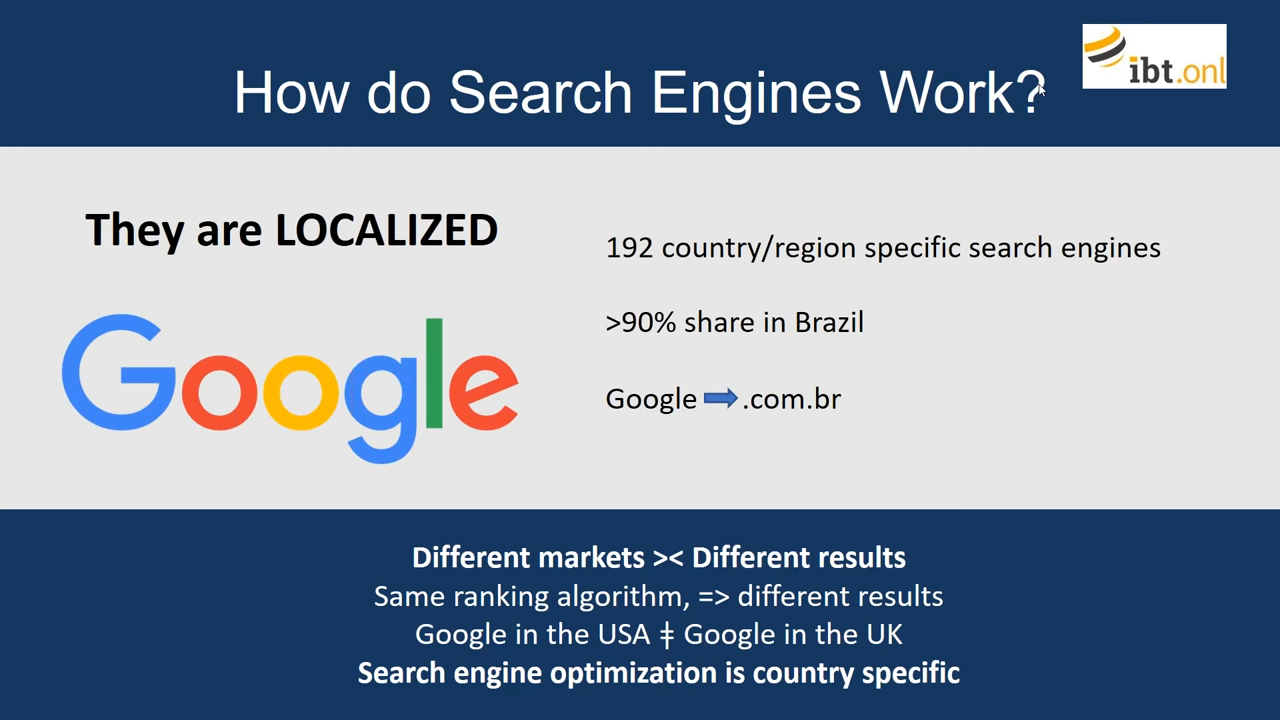 How do Search Engines Work?
ibt.onl
They are LOCALIZED
Google
192 country/region specific search engines
>90% share in Brazil
Google ➡ .com.br
Different markets >< Different results
Same ranking algorithm, => different results
Google in the USA ‡ Google in the UK
Search engine optimization is country specific